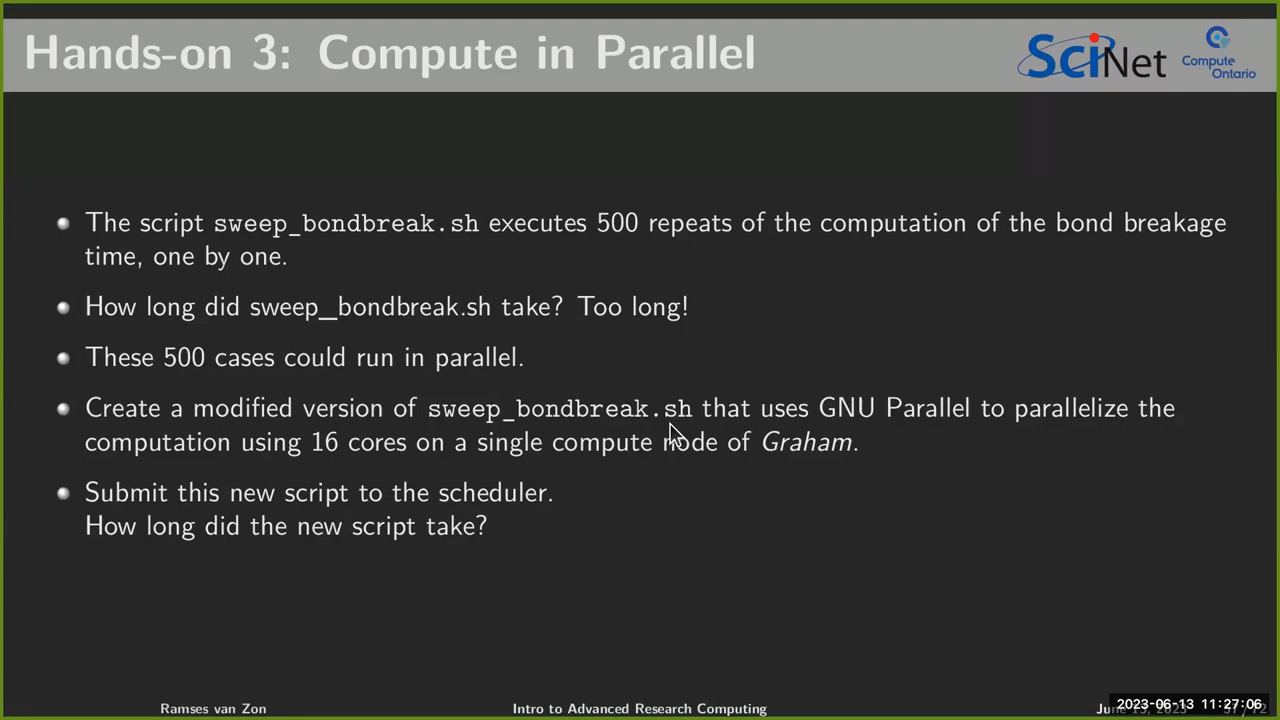 Hands-on 3: Compute in Parallel
SciNet
Compute
Ontario
The script sweep_bondbreak.sh executes 500 repeats of the computation of the bond breakage
time, one by one.
How long did sweep_bondbreak.sh take? Too long!
These 500 cases could run in parallel.
Create a modified version of sweep_bondbreak.sh that uses GNU Parallel to parallelize the
computation using 16 cores on a single compute node of Graham.
Submit this new script to the scheduler.
How long did the new script take?
Ramses van Zon
Intro to Advanced Research Computing
2023-06-13 11:27:06